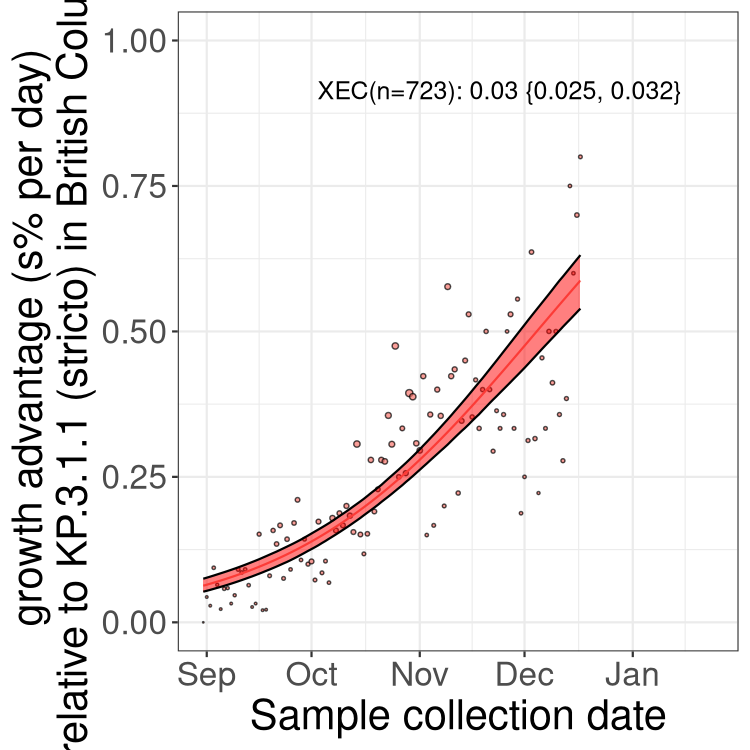 growth advantage (s% per day)
relative to KP.3.1.1 (stricto) in British Colu
1.00
0.75
0.50
0.25
0.00
XEC(n=723): 0.03 {0.025, 0.032}
Sep Oct Nov Dec Jan
Sample collection date